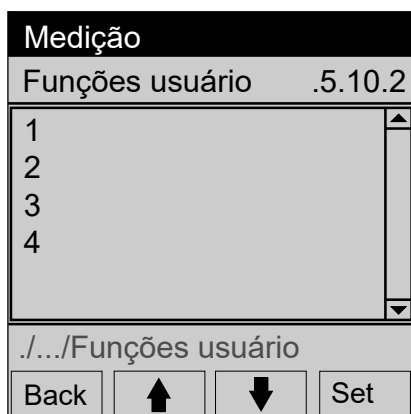 Medição
Funções usuário .5.10.2
1
2
3
4
./.../Funções usuário
Back Set